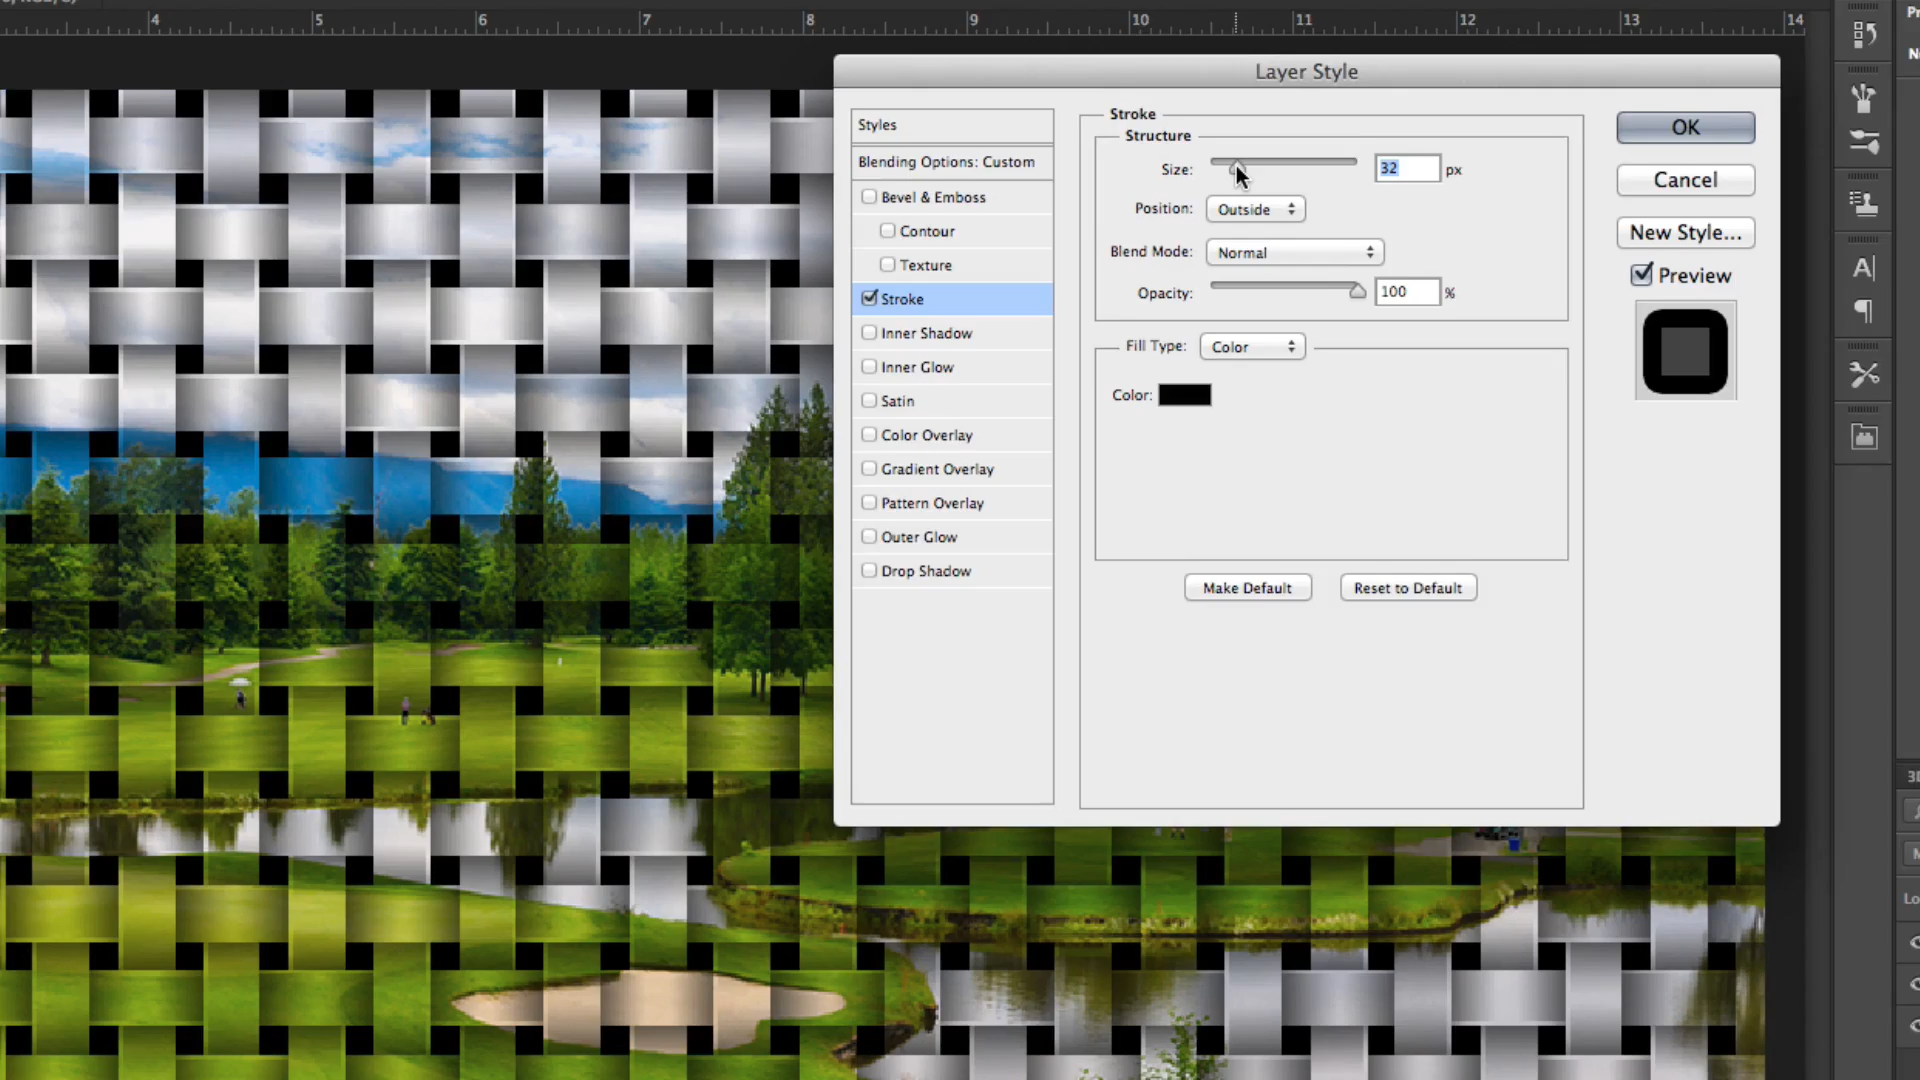 4 5 6 7 8 9 10 11 12 13 14
Layer Style
Styles
Blending Options: Custom
Bevel & Emboss
Contour
Texture
Stroke
Inner Shadow
Inner Glow
Satin
Color Overlay
Gradient Overlay
Pattern Overlay
Outer Glow
Drop Shadow
Stroke
Structure
Size: 32 px
Position: Outside
Blend Mode: Normal
Opacity: 100 %
Fill Type: Color
Color:
Make Default Reset to Default
OK
Cancel
New Style...
Preview
3D
Lo